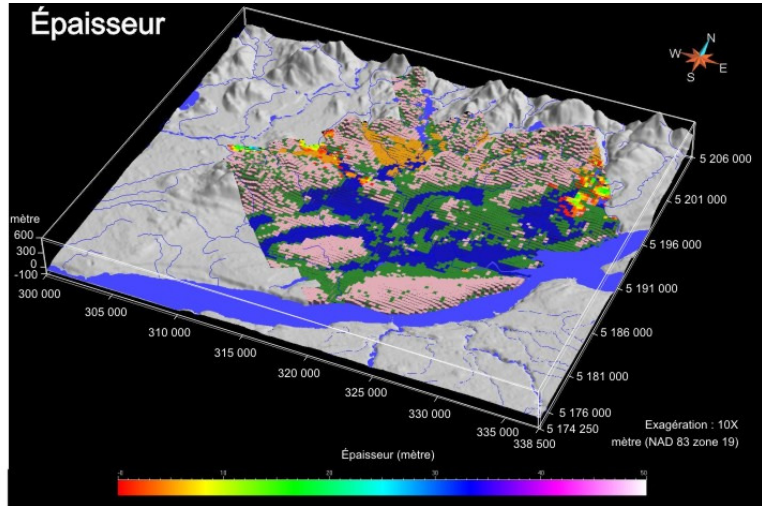 Épaisseur
N
W
E
S
mètre
600
300
0
-100
300 000
305 000
310 000
315 000
320 000
325 000
330 000
335 000
338 500
5 206 000
5 201 000
5 196 000
5 191 000
5 186 000
5 181 000
5 176 000
5 174 250
Exagération : 10X
mètre (NAD 83 zone 19)
Épaisseur (mètre)
10 20 30 40 50